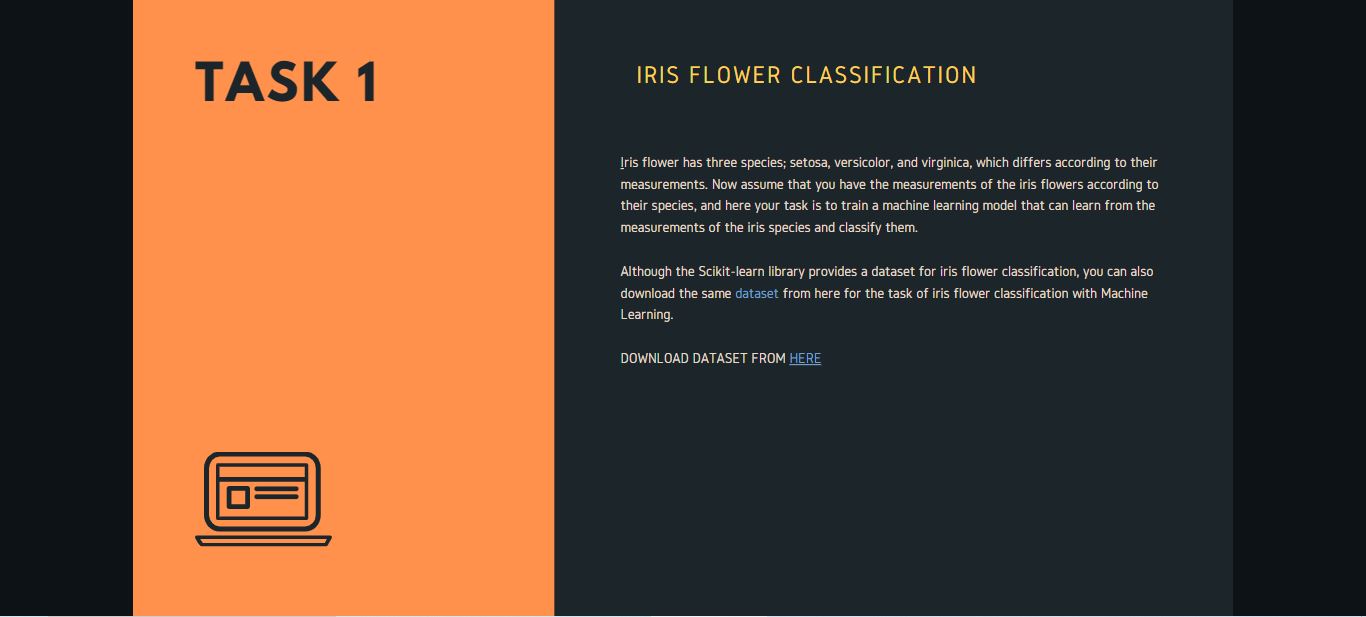 TASK 1
IRIS FLOWER CLASSIFICATION
Iris flower has three species; setosa, versicolor, and virginica, which differs according to their
measurements. Now assume that you have the measurements of the iris flowers according to
their species, and here your task is to train a machine learning model that can learn from the
measurements of the iris species and classify them.
Although the Scikit-learn library provides a dataset for iris flower classification, you can also
download the same dataset from here for the task of iris flower classification with Machine
Learning.
DOWNLOAD DATASET FROM HERE